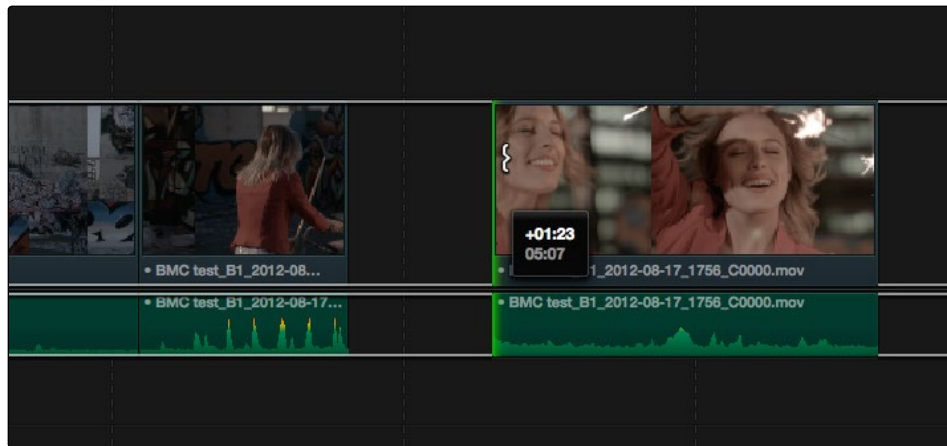 +01:23
05:07
• BMC test_B1_2012-08...
• 1_2012-08-17_1756_C0000.mov
• BMC test_B1_2012-08-17...
• BMC test_B1_2012-08-17_1756_C0000.mov